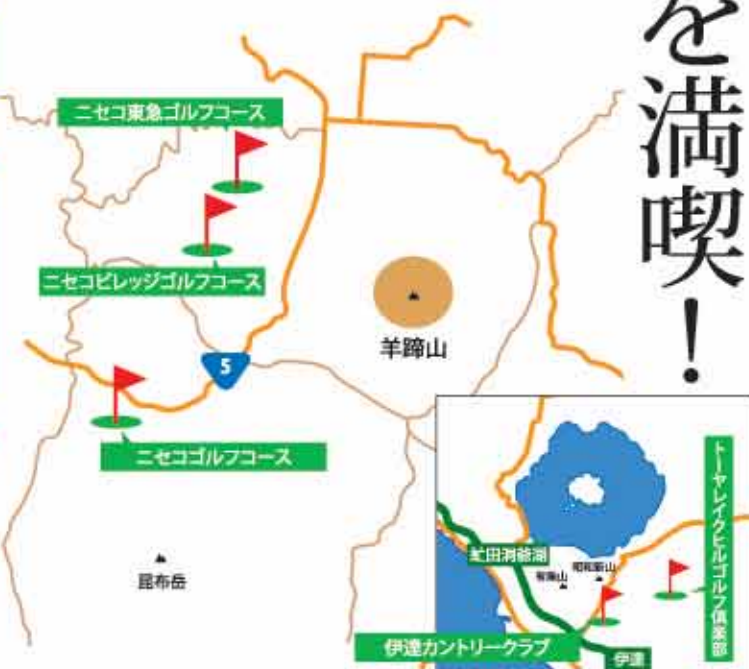 を満喫！
ニセコ東急ゴルフコース
ニセコビレッジゴルフコース
羊蹄山
5
ニセコゴルフコース
昆布岳
トーヤレイクヒルゴルフ倶楽部
虻田洞爺湖
有珠山
昭和新山
伊達カントリークラブ
伊達